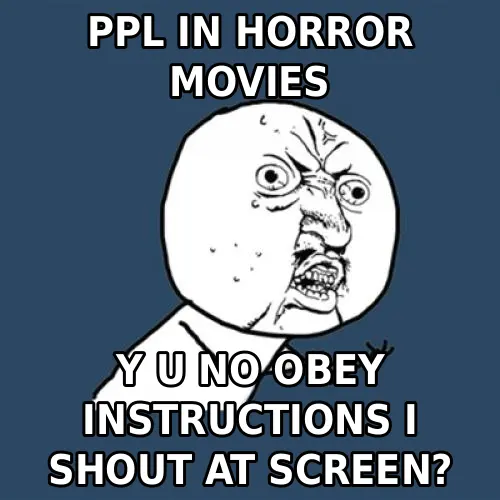 PPL IN HORROR
MOVIES
Y U NO OBEY
INSTRUCTIONS I
SHOUT AT SCREEN?